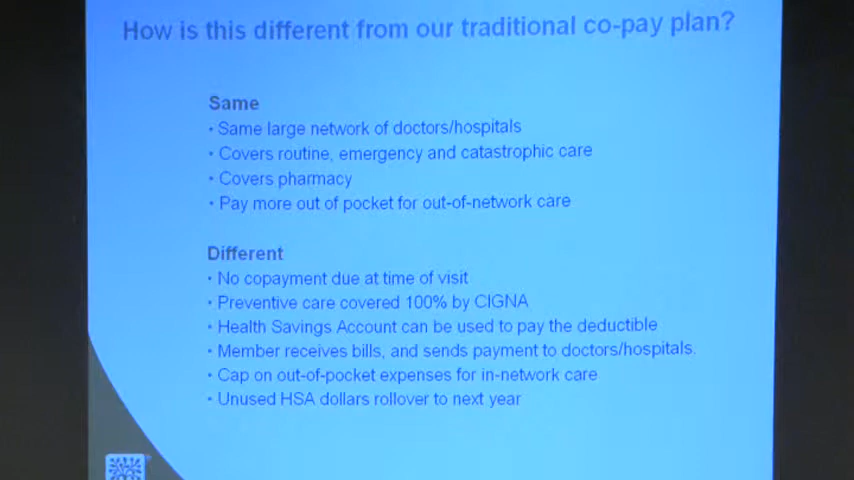 How is this different from our traditional co-pay plan?
Same
• Same large network of doctors/hospitals
• Covers routine, emergency and catastrophic care
• Covers pharmacy
• Pay more out of pocket for out-of-network care
Different
• No copayment due at time of visit
• Preventive care covered 100% by CIGNA
• Health Savings Account can be used to pay the deductible
• Member receives bills, and sends payment to doctors/hospitals.
• Cap on out-of-pocket expenses for in-network care
• Unused HSA dollars rollover to next year